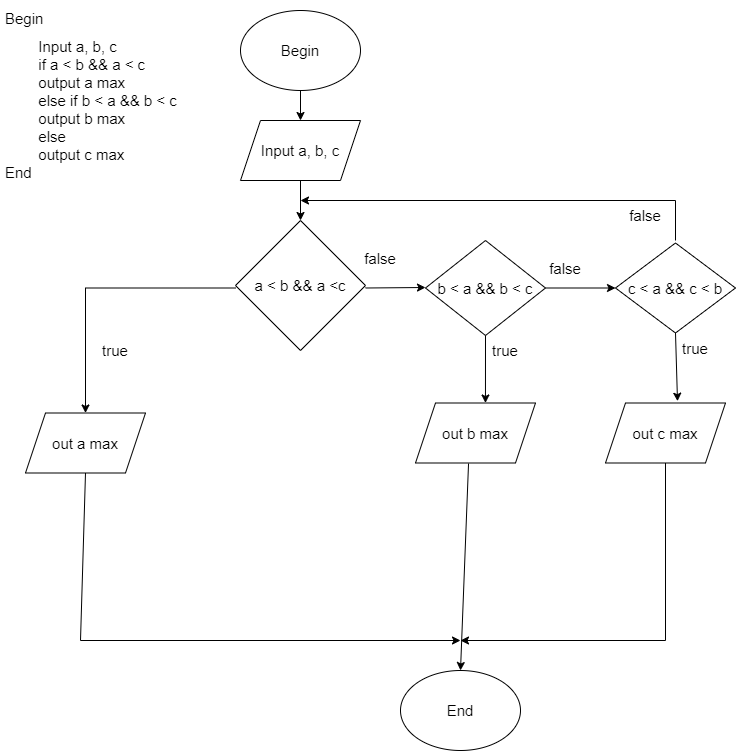 Begin
Input a, b, c
if a < b && a < c
output a max
else if b < a && b < c
output b max
else
output c max
End
Begin
Input a, b, c
false
a < b && a <c
false
b < a && b < c
false
c < a && c < b
true
true
true
out a max
out b max
out c max
End